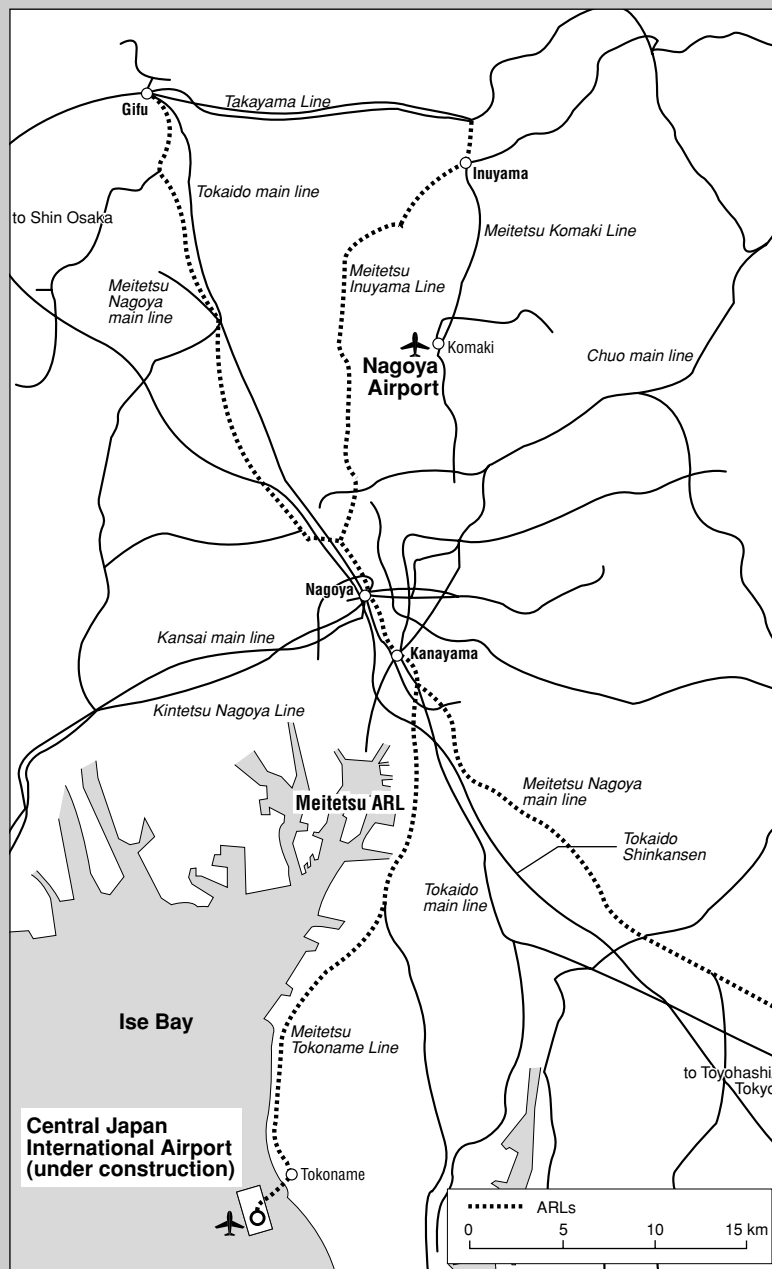 Takayama Line
Gifu
Inuyama
Tokaido main line
to Shin Osaka
Meitetsu Komaki Line
Meitetsu
Inuyama Line
Meitetsu
Nagoya
main line
Komaki
Nagoya
Airport
Chuo main line
Nagoya
Kansai main line
Kanayama
Kintetsu Nagoya Line
Meitetsu ARL
Meitetsu Nagoya
main line
Tokaido
Shinkansen
Tokaido
main line
Ise Bay
Meitetsu
Tokoname Line
to Toyohashi
Tokyo
Central Japan
International Airport
(under construction)
Tokoname
ARLs
0 5 10 15 km